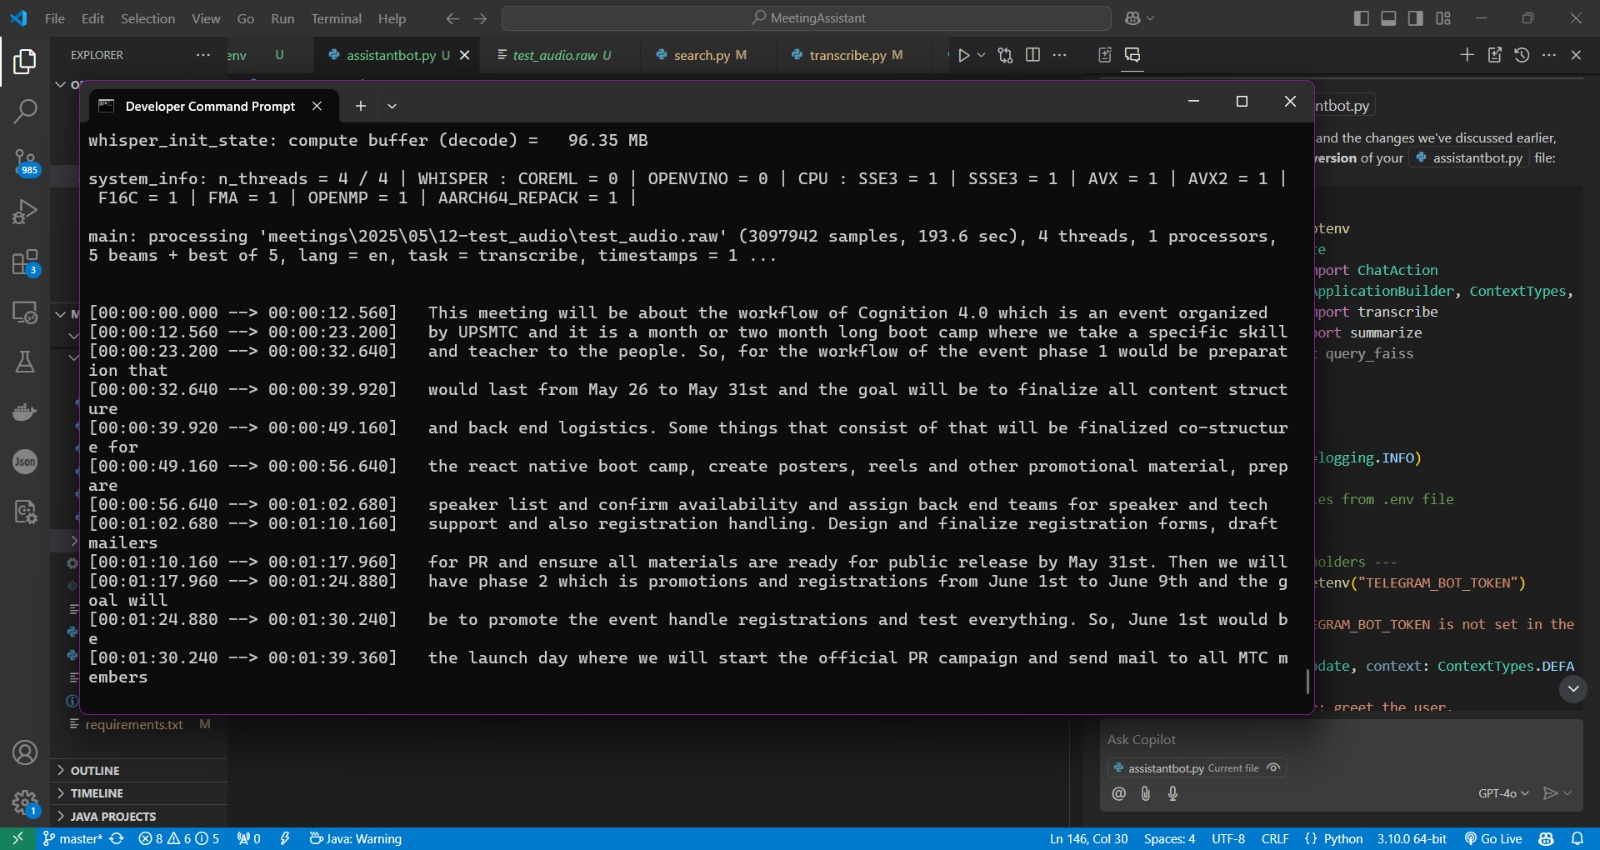 File Edit Selection View Go Run Terminal Help
MeetingAssistant
EXPLORER
env U
assistantbot.py U
test_audio.raw U
search.py M
transcribe.py M
Developer Command Prompt
whisper_init_state: compute buffer (decode) =   96.35 MB
system_info: n_threads = 4 / 4 | WHISPER : COREML = 0 | OPENVINO = 0 | CPU : SSE3 = 1 | SSSE3 = 1 | AVX = 1 | AVX2 = 1 |
F16C = 1 | FMA = 1 | OPENMP = 1 | AARCH64_REPACK = 1 |
main: processing 'meetings\2025\05\12-test_audio\test_audio.raw' (3097942 samples, 193.6 sec), 4 threads, 1 processors,
5 beams + best of 5, lang = en, task = transcribe, timestamps = 1 ...
[00:00:00.000 --> 00:00:12.560]   This meeting will be about the workflow of Cognition 4.0 which is an event organized
[00:00:12.560 --> 00:00:23.200]   by UPSMTC and it is a month or two month long boot camp where we take a specific skill
[00:00:23.200 --> 00:00:32.640]   and teacher to the people. So, for the workflow of the event phase 1 would be preparat
ion that
[00:00:32.640 --> 00:00:39.920]   would last from May 26 to May 31st and the goal will be to finalize all content struct
ure
[00:00:39.920 --> 00:00:49.160]   and back end logistics. Some things that consist of that will be finalized co-structur
e for
[00:00:49.160 --> 00:00:56.640]   the react native boot camp, create posters, reels and other promotional material, prep
are
[00:00:56.640 --> 00:01:02.680]   speaker list and confirm availability and assign back end teams for speaker and tech
[00:01:02.680 --> 00:01:10.160]   support and also registration handling. Design and finalize registration forms, draft
mailers
[00:01:10.160 --> 00:01:17.960]   for PR and ensure all materials are ready for public release by May 31st. Then we will
[00:01:17.960 --> 00:01:24.880]   have phase 2 which is promotions and registrations from June 1st to June 9th and the g
oal will
[00:01:24.880 --> 00:01:30.240]   be to promote the event handle registrations and test everything. So, June 1st would b
e
[00:01:30.240 --> 00:01:39.360]   the launch day where we will start the official PR campaign and send mail to all MTC m
embers
ntbot.py
and the changes we've discussed earlier,
ersion of your assistantbot.py file:
otenv
te
mport ChatAction
ApplicationBuilder, ContextTypes,
mport transcribe
ort summarize
t query_faiss
=logging.INFO)
les from .env file
olders ---
etenv("TELEGRAM_BOT_TOKEN")
EGRAM_BOT_TOKEN is not set in the
pdate, context: ContextTypes.DEFA
r: greet the user.
985
3
Json
1
requirements.txt M
OUTLINE
TIMELINE
JAVA PROJECTS
Ask Copilot
assistantbot.py Current file
GPT-4o
master* 8 6 5 0 Java: Warning
Ln 146, Col 30 Spaces: 4 UTF-8 CRLF {} Python 3.10.0 64-bit Go Live